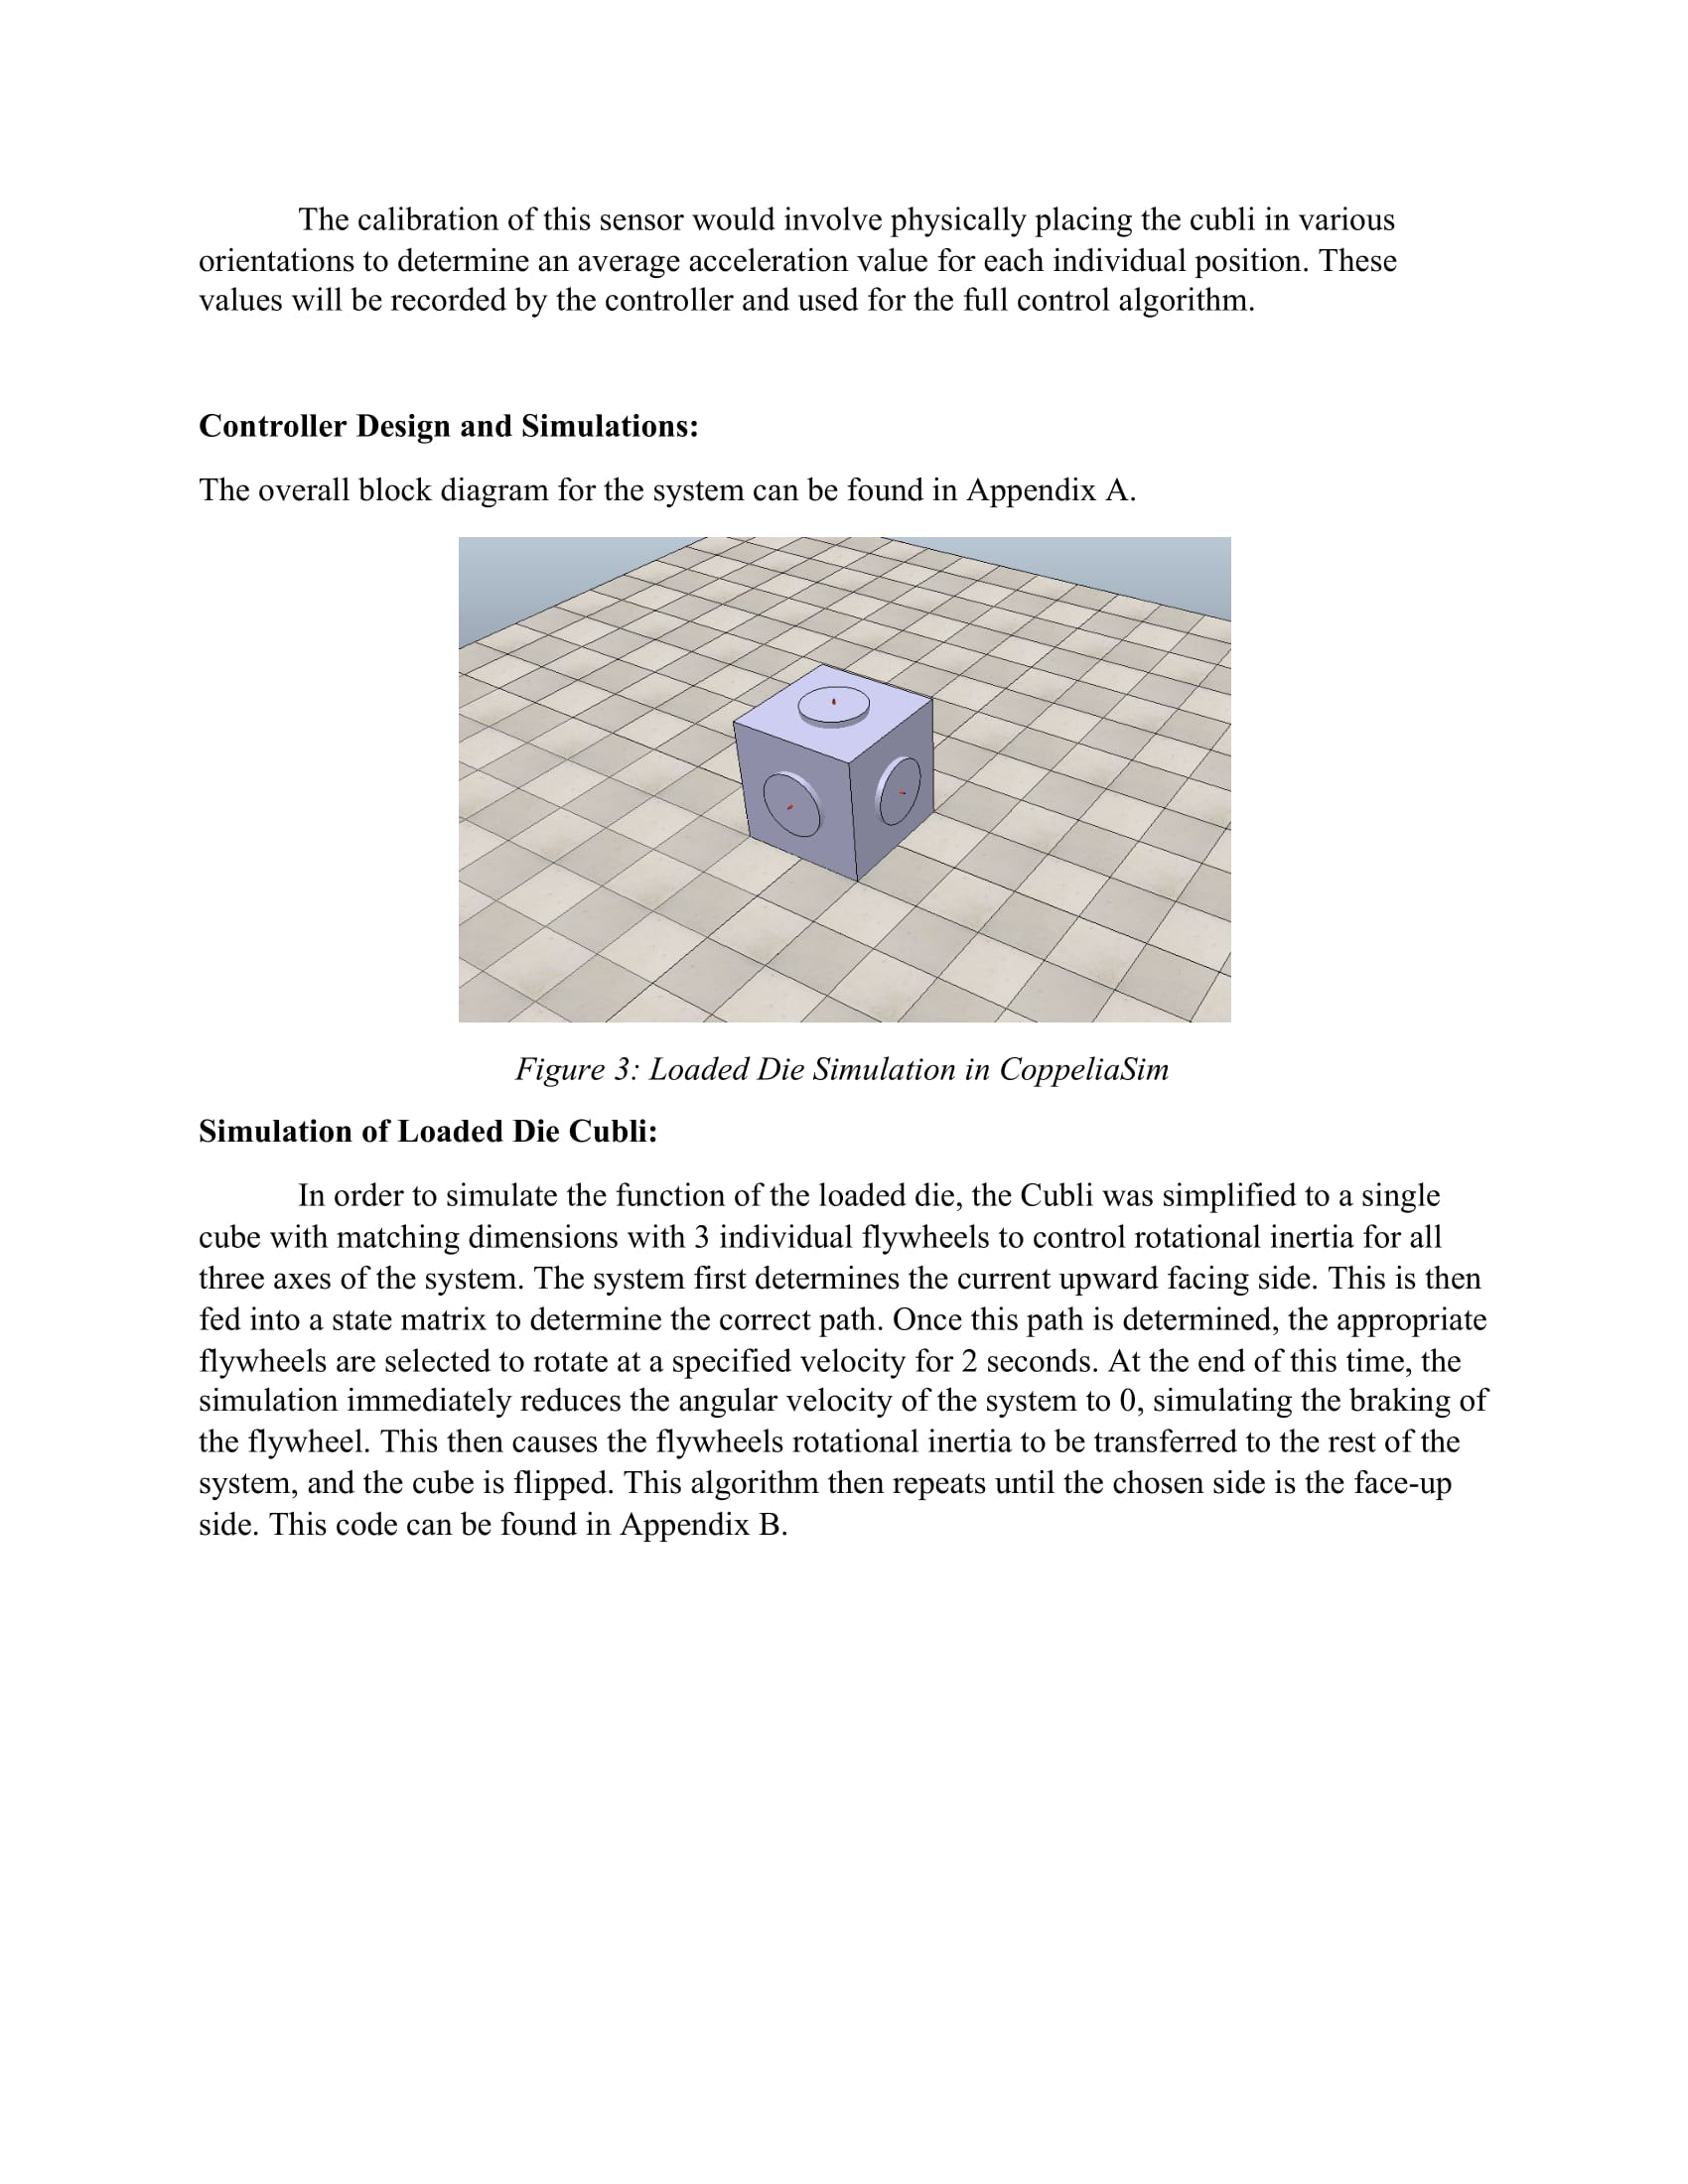 The calibration of this sensor would involve physically placing the cubli in various
orientations to determine an average acceleration value for each individual position. These
values will be recorded by the controller and used for the full control algorithm.
Controller Design and Simulations:
The overall block diagram for the system can be found in Appendix A.
Figure 3: Loaded Die Simulation in CoppeliaSim
Simulation of Loaded Die Cubli:
In order to simulate the function of the loaded die, the Cubli was simplified to a single
cube with matching dimensions with 3 individual flywheels to control rotational inertia for all
three axes of the system. The system first determines the current upward facing side. This is then
fed into a state matrix to determine the correct path. Once this path is determined, the appropriate
flywheels are selected to rotate at a specified velocity for 2 seconds. At the end of this time, the
simulation immediately reduces the angular velocity of the system to 0, simulating the braking of
the flywheel. This then causes the flywheels rotational inertia to be transferred to the rest of the
system, and the cube is flipped. This algorithm then repeats until the chosen side is the face-up
side. This code can be found in Appendix B.